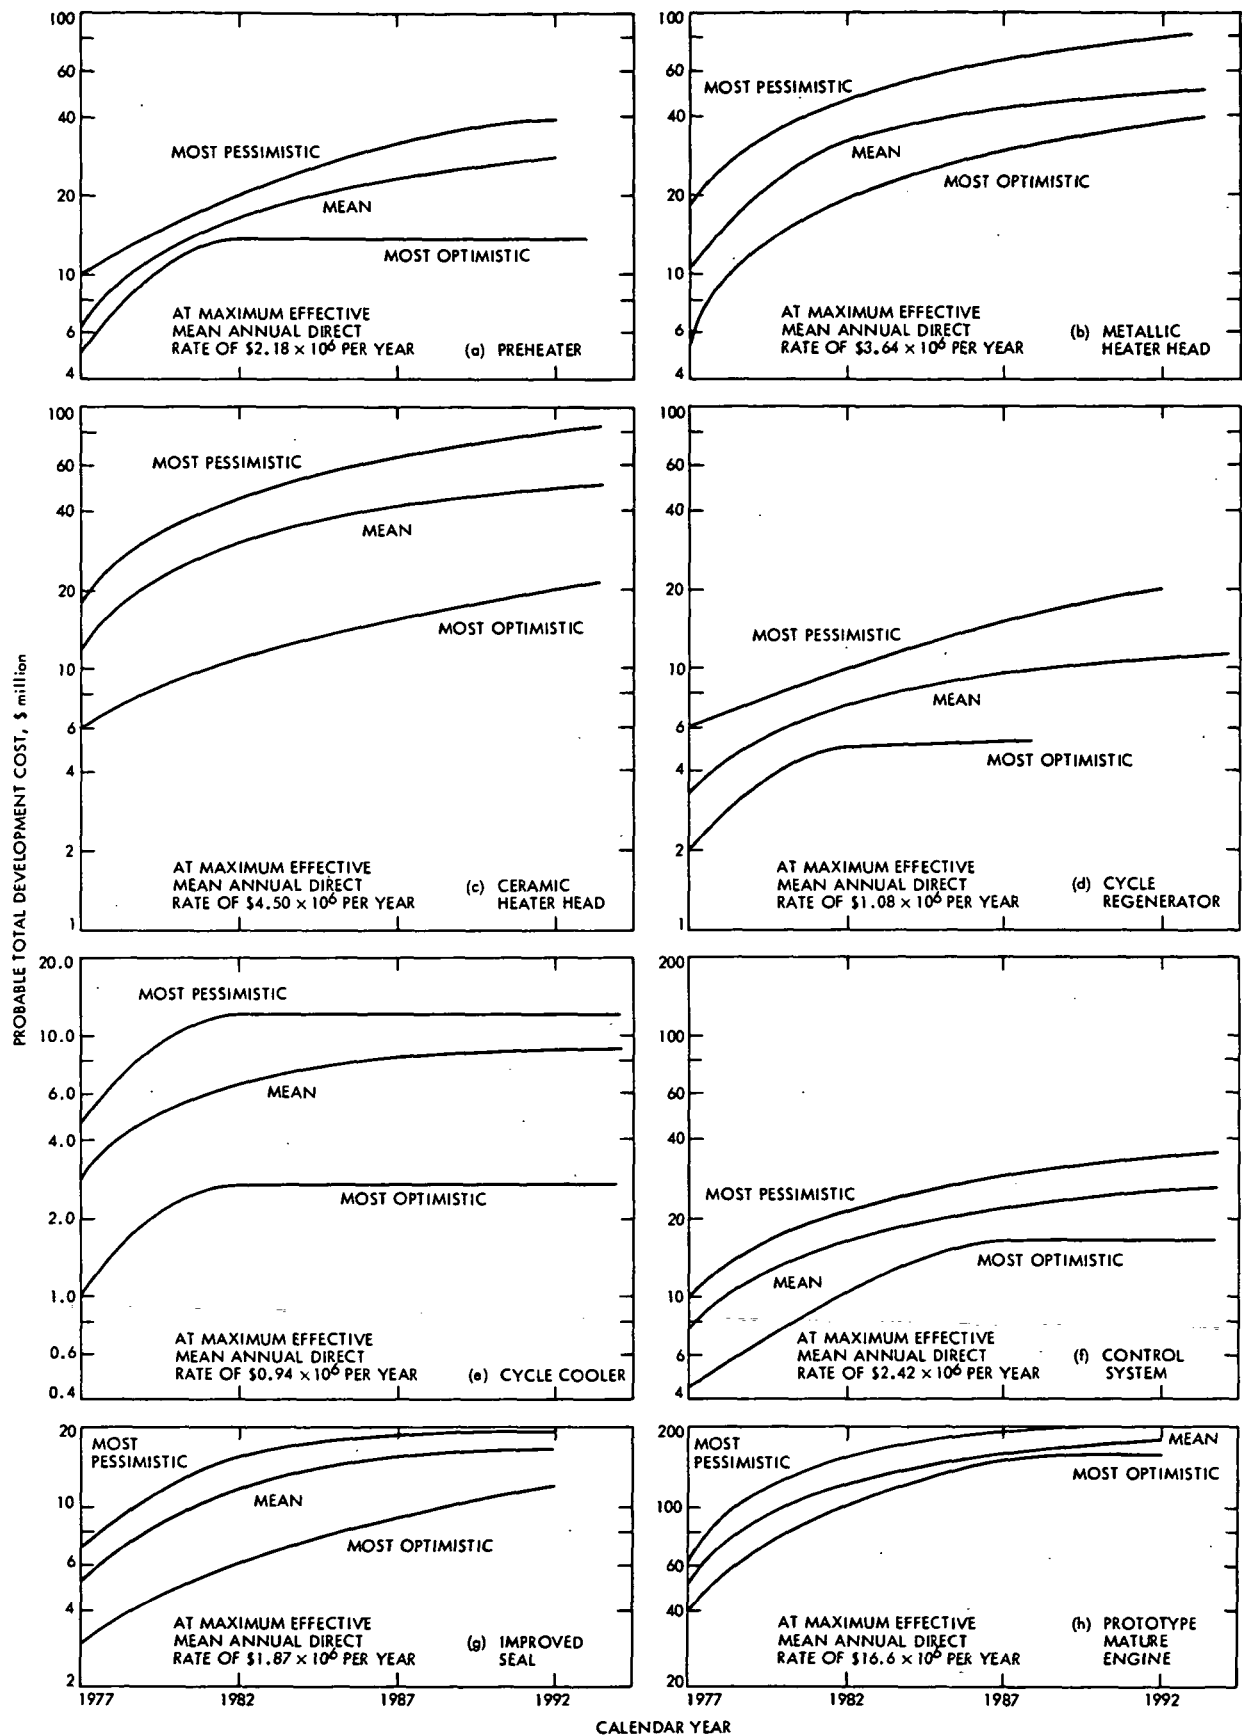 PROBABLE TOTAL DEVELOPMENT COST, $ million
100
60
40
20
10
6
4
MOST PESSIMISTIC
MEAN
MOST OPTIMISTIC
AT MAXIMUM EFFECTIVE
MEAN ANNUAL DIRECT
RATE OF $2.18 × 10⁶ PER YEAR
(a) PREHEATER
100
60
40
20
10
6
4
MOST PESSIMISTIC
MEAN
MOST OPTIMISTIC
AT MAXIMUM EFFECTIVE
MEAN ANNUAL DIRECT
RATE OF $3.64 × 10⁶ PER YEAR
(b) METALLIC
HEATER HEAD
100
60
40
20
10
6
4
2
1
MOST PESSIMISTIC
MEAN
MOST OPTIMISTIC
AT MAXIMUM EFFECTIVE
MEAN ANNUAL DIRECT
RATE OF $4.50 × 10⁶ PER YEAR
(c) CERAMIC
HEATER HEAD
100
60
40
20
10
6
4
2
1
MOST PESSIMISTIC
MEAN
MOST OPTIMISTIC
AT MAXIMUM EFFECTIVE
MEAN ANNUAL DIRECT
RATE OF $1.08 × 10⁶ PER YEAR
(d) CYCLE
REGENERATOR
20.0
10.0
6.0
4.0
2.0
1.0
0.6
0.4
MOST PESSIMISTIC
MEAN
MOST OPTIMISTIC
AT MAXIMUM EFFECTIVE
MEAN ANNUAL DIRECT
RATE OF $0.94 × 10⁶ PER YEAR
(e) CYCLE COOLER
200
100
60
40
20
10
6
4
MOST PESSIMISTIC
MEAN
MOST OPTIMISTIC
AT MAXIMUM EFFECTIVE
MEAN ANNUAL DIRECT
RATE OF $2.42 × 10⁶ PER YEAR
(f) CONTROL
SYSTEM
20
10
6
4
2
MOST
PESSIMISTIC
MEAN
MOST OPTIMISTIC
AT MAXIMUM EFFECTIVE
MEAN ANNUAL DIRECT
RATE OF $1.87 × 10⁶ PER YEAR
(g) IMPROVED
SEAL
1977
1982
1987
1992
200
100
60
40
20
MOST
PESSIMISTIC
MEAN
MOST OPTIMISTIC
AT MAXIMUM EFFECTIVE
MEAN ANNUAL DIRECT
RATE OF $16.6 × 10⁶ PER YEAR
(h) PROTOTYPE
MATURE
ENGINE
1977
1982
1987
1992
CALENDAR YEAR